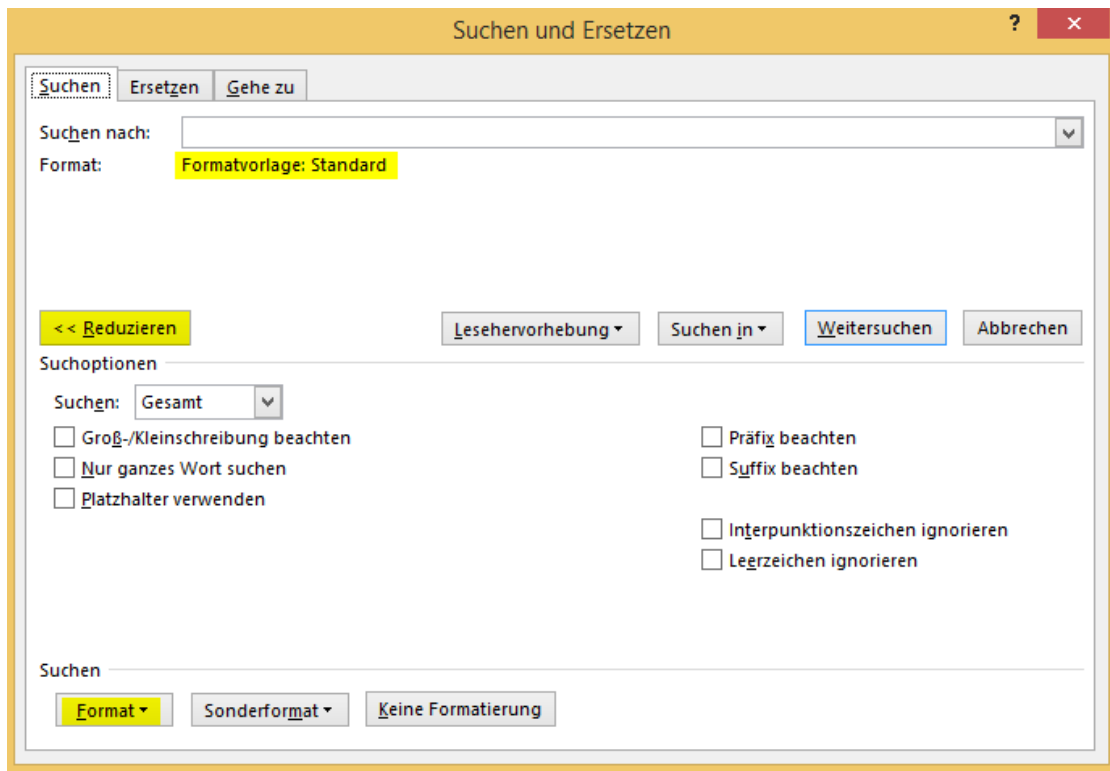 Suchen und Ersetzen ?
Suchen Ersetzen Gehe zu
Suchen nach:
Format: Formatvorlage: Standard
<< Reduzieren Lesehervorhebung Suchen in Weitersuchen Abbrechen
Suchoptionen
Suchen: Gesamt
Groß-/Kleinschreibung beachten Präfix beachten
Nur ganzes Wort suchen Suffix beachten
Platzhalter verwenden
Interpunktionszeichen ignorieren
Leerzeichen ignorieren
Suchen
Format Sonderformat Keine Formatierung